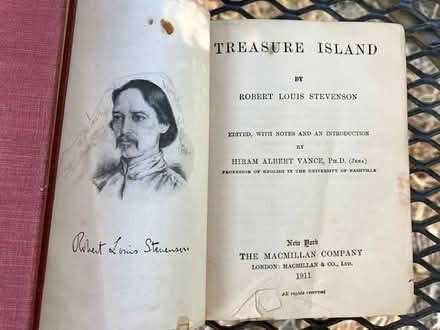 Robert Louis Stevenson
TREASURE ISLAND
BY
ROBERT LOUIS STEVENSON
EDITED, WITH NOTES AND AN INTRODUCTION
BY
HIRAM ALBERT VANCE, PH.D. (JENA)
PROFESSOR OF ENGLISH IN THE UNIVERSITY OF NASHVILLE
New York
THE MACMILLAN COMPANY
LONDON: MACMILLAN & CO., LTD.
1911
All rights reserved